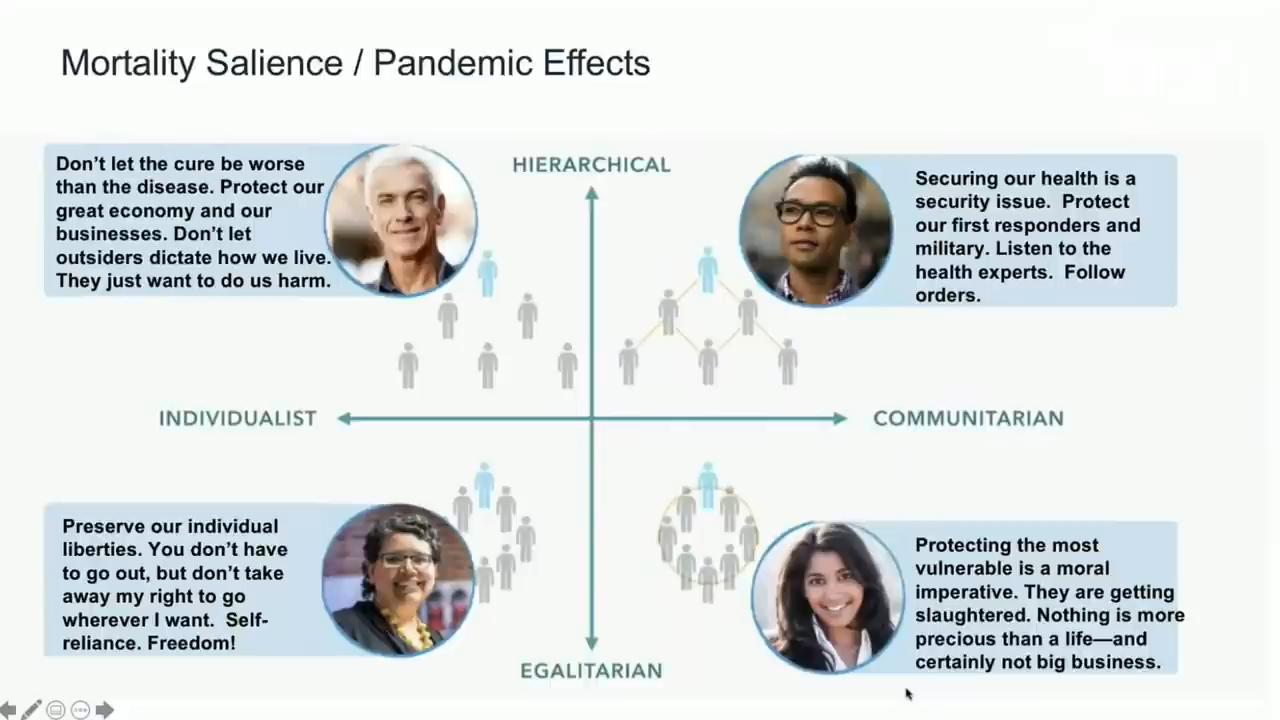 Mortality Salience / Pandemic Effects
Don't let the cure be worse
than the disease. Protect our
great economy and our
businesses. Don't let
outsiders dictate how we live.
They just want to do us harm.
HIERARCHICAL
Securing our health is a
security issue.  Protect
our first responders and
military. Listen to the
health experts.  Follow
orders.
INDIVIDUALIST
COMMUNITARIAN
Preserve our individual
liberties. You don't have
to go out, but don't take
away my right to go
wherever I want.  Self-
reliance. Freedom!
EGALITARIAN
Protecting the most
vulnerable is a moral
imperative. They are getting
slaughtered. Nothing is more
precious than a life—and
certainly not big business.